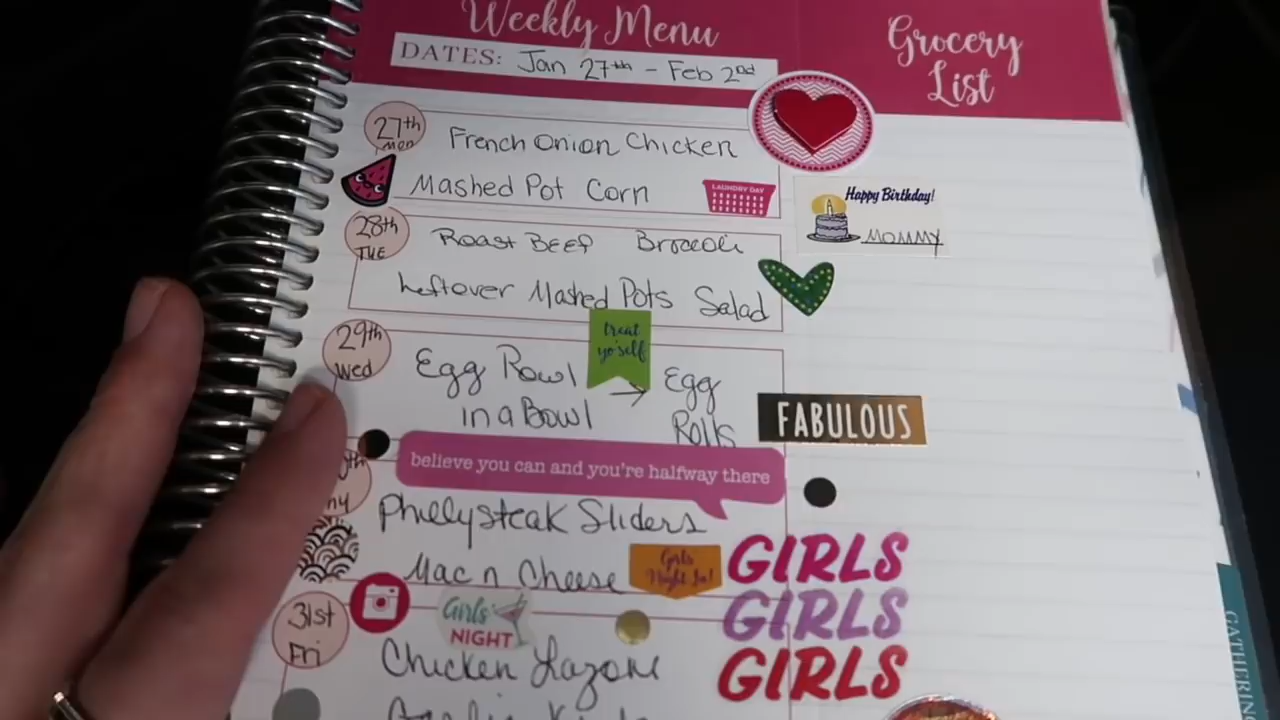 Weekly Menu
Grocery
List
DATES: Jan 27th - Feb 2nd
27th
Mon
French Onion Chicken
Mashed Pot Corn
LAUNDRY DAY
Happy Birthday!
MOMMY
28th
TUE
Roast Beef Broccoli
Leftover Mashed Pots Salad
29th
Wed
treat
yo'self
Egg Rowl
in a Bowl
→ Egg
Rolls
FABULOUS
believe you can and you're halfway there
Phillysteak Sliders
Mac n Cheese
Girls
Night In!
GIRLS
GIRLS
GIRLS
31st
Fri
Girls'
NIGHT
Chicken Lazone
GATHERIN